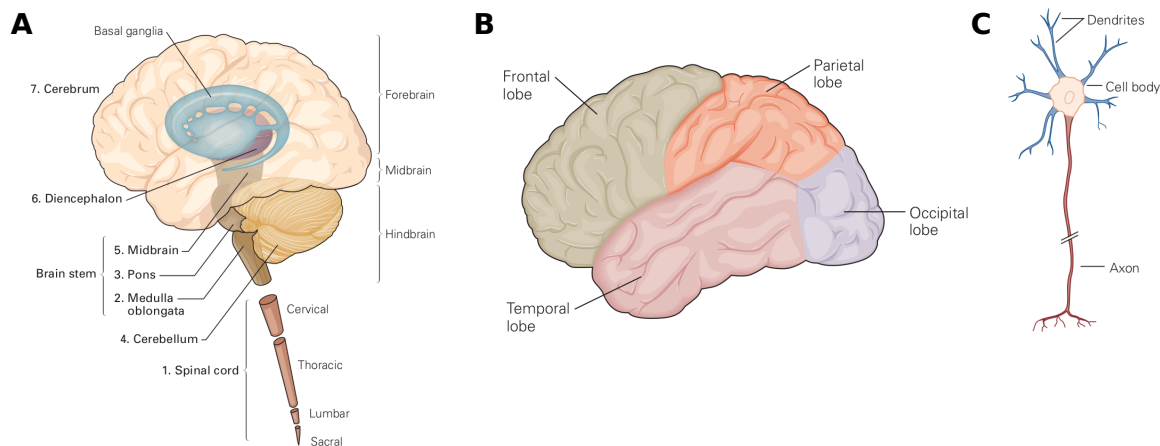 A
Basal ganglia
7. Cerebrum
Forebrain
Midbrain
6. Diencephalon
Hindbrain
5. Midbrain
Brain stem
3. Pons
2. Medulla
oblongata
4. Cerebellum
Cervical
Thoracic
1. Spinal cord
Lumbar
Sacral
B
Frontal
lobe
Parietal
lobe
Occipital
lobe
Temporal
lobe
C
Dendrites
Cell body
Axon